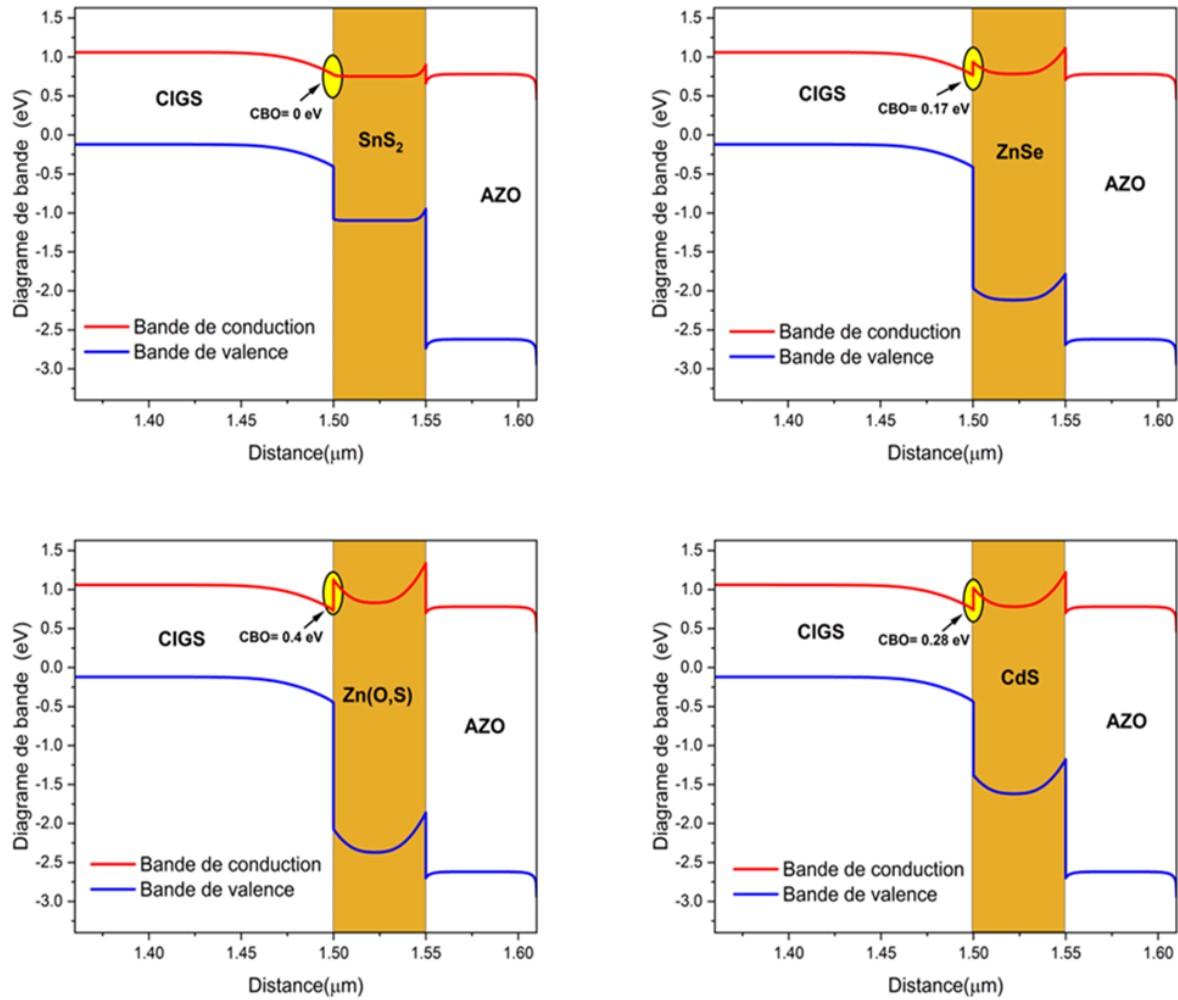 Diagrame de bande (eV)
1.5
1.0
0.5
0.0
-0.5
-1.0
-1.5
-2.0
-2.5
-3.0
CIGS
CBO= 0 eV
SnS₂
AZO
Bande de conduction
Bande de valence
1.40 1.45 1.50 1.55 1.60
Distance(μm)
Diagrame de bande (eV)
1.5
1.0
0.5
0.0
-0.5
-1.0
-1.5
-2.0
-2.5
-3.0
CIGS
CBO= 0.17 eV
ZnSe
AZO
Bande de conduction
Bande de valence
1.40 1.45 1.50 1.55 1.60
Distance(μm)
Diagrame de bande (eV)
1.5
1.0
0.5
0.0
-0.5
-1.0
-1.5
-2.0
-2.5
-3.0
CIGS
CBO= 0.4 eV
Zn(O,S)
AZO
Bande de conduction
Bande de valence
1.40 1.45 1.50 1.55 1.60
Distance(μm)
Diagrame de bande (eV)
1.5
1.0
0.5
0.0
-0.5
-1.0
-1.5
-2.0
-2.5
-3.0
CIGS
CBO= 0.28 eV
CdS
AZO
Bande de conduction
Bande de valence
1.40 1.45 1.50 1.55 1.60
Distance(μm)